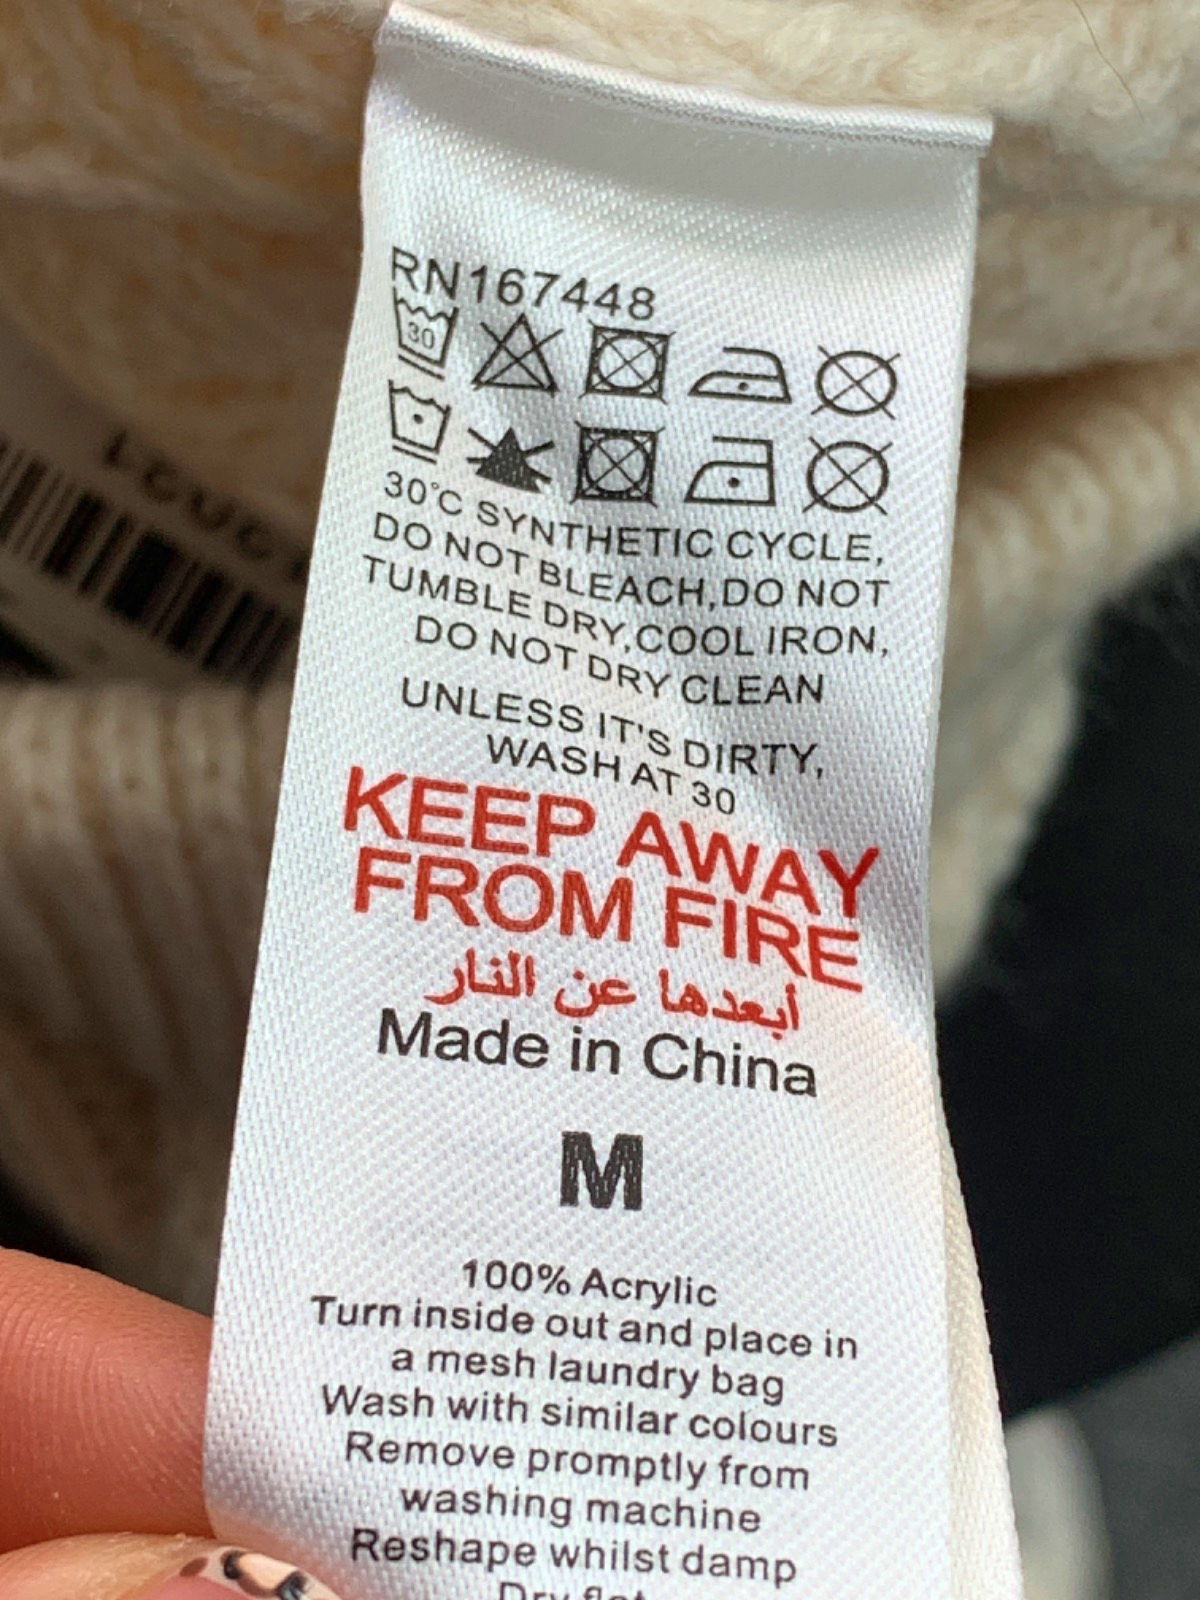 RN167448
30
30°C SYNTHETIC CYCLE,
DO NOT BLEACH,DO NOT
TUMBLE DRY,COOL IRON,
DO NOT DRY CLEAN
UNLESS IT'S DIRTY,
WASH AT 30
KEEP AWAY
FROM FIRE
أبعدها عن النار
Made in China
M
100% Acrylic
Turn inside out and place in
a mesh laundry bag
Wash with similar colours
Remove promptly from
washing machine
Reshape whilst damp
Dry flat